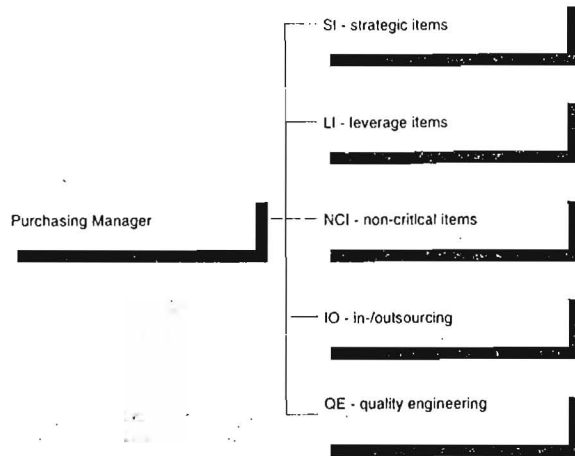 SI - strategic items
LI - leverage items
Purchasing Manager
NCI - non-critical items
IO - in-/outsourcing
QE - quality engineering